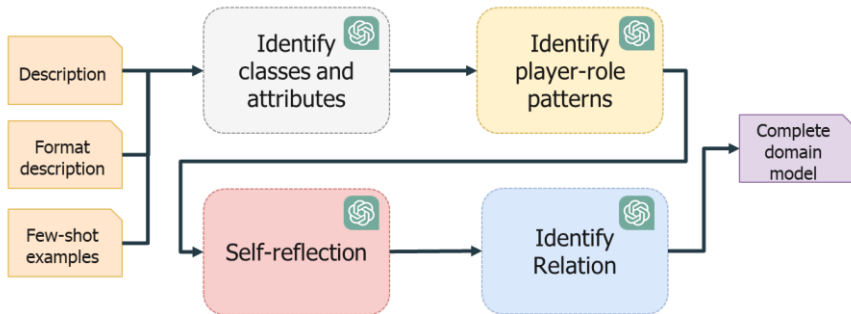 Description
Format
description
Few-shot
examples
Identify
classes and
attributes
Identify
player-role
patterns
Self-reflection
Identify
Relation
Complete
domain
model